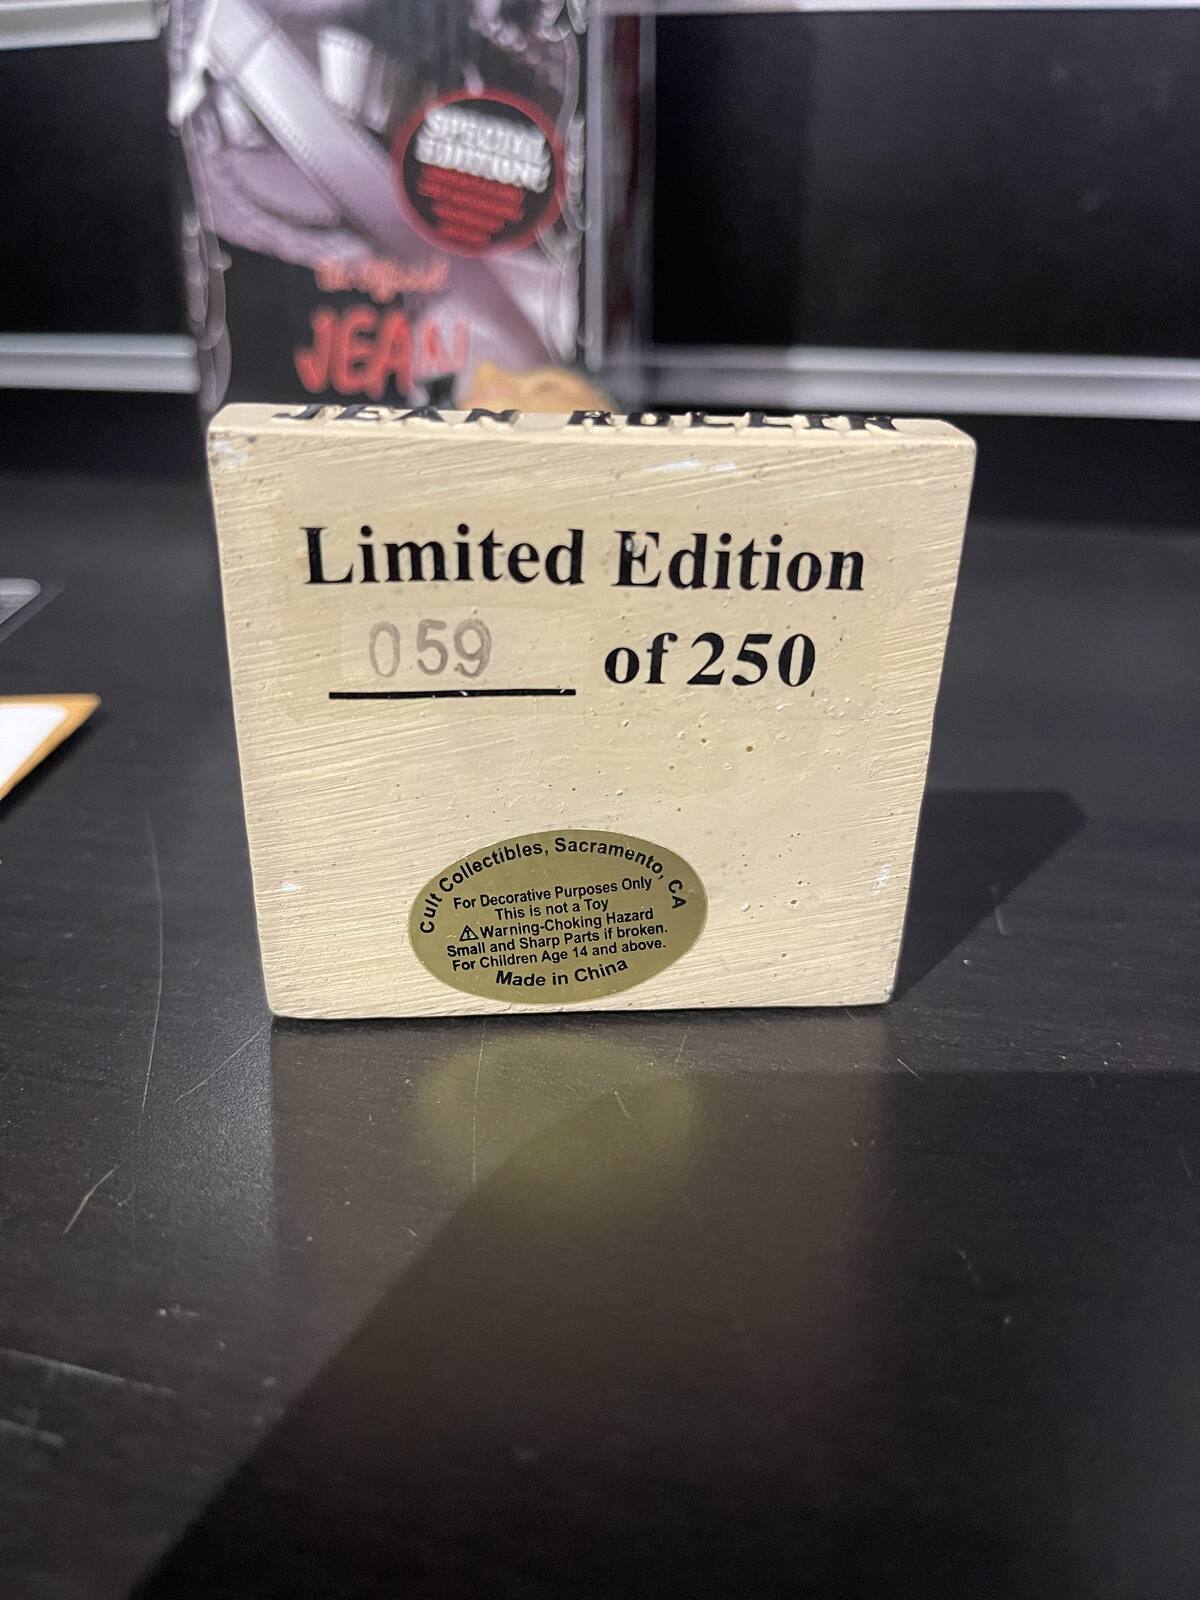 SPECIAL
EDITION!
JEAN
JEAN ROLLIN
Limited Edition
059 of 250
Cult Collectibles, Sacramento, CA
For Decorative Purposes Only
This is not a Toy
⚠Warning-Choking Hazard
Small and Sharp Parts if broken.
For Children Age 14 and above.
Made in China